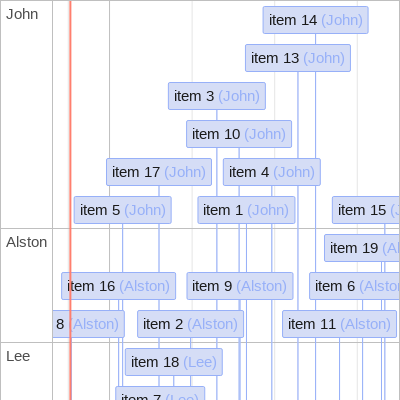 John
item 14 (John)
item 13 (John)
item 3 (John)
item 10 (John)
item 17 (John)
item 4 (John)
item 5 (John)
item 1 (John)
item 15
Alston
item 19
item 16 (Alston)
item 9 (Alston)
item 6
8 (Alston)
item 2 (Alston)
item 11 (Alston)
Lee
item 18 (Lee)
item 7 (Lee)